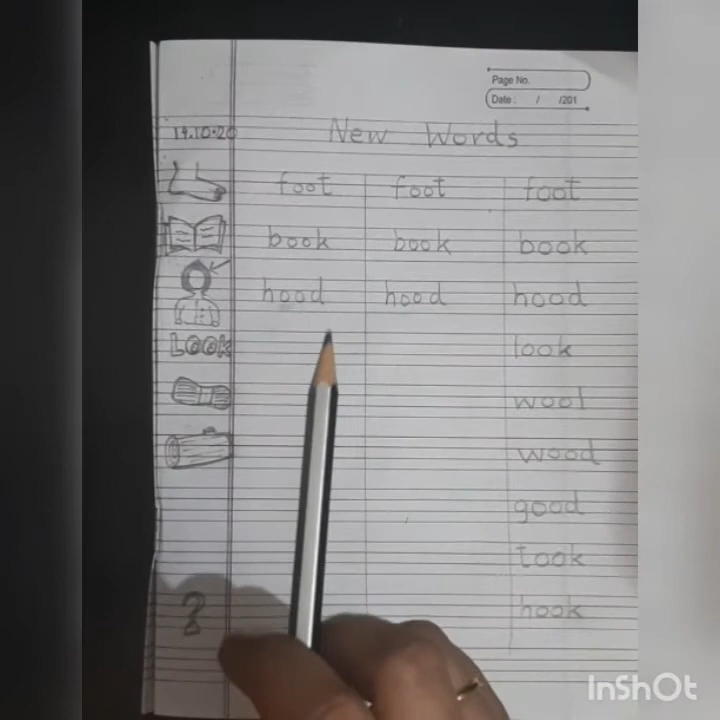 Page No.
Date : / /201
19.10.20 New Words
foot foot foot
book book book
hood hood hood
LOOK look
wool
wood
good
took
hook
InShOt